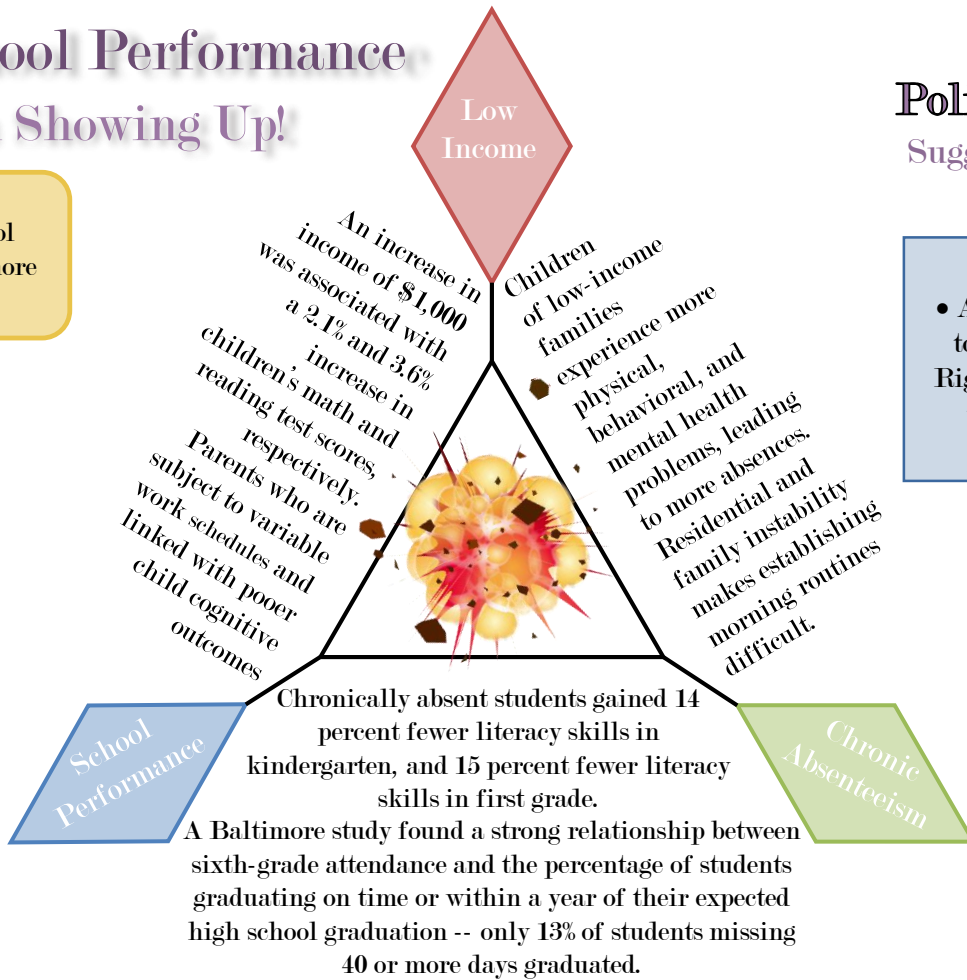 ool Performance
Showing Up!
ol
ore
Low
Income
An increase in
income of $1,000
was associated with
a 2.1% and 3.6%
increase in
children's math and
reading test scores,
respectively.
Parents who are
subject to variable
work schedules and
linked with pooer
child cognitive
outcomes
Children
of low-income
families
experience more
physical,
behavioral, and
mental health
problems, leading
to more absences.
Residential and
family instability
makes establishing
morning routines
difficult.
School
Performance
Chronic
Absenteeism
Chronically absent students gained 14
percent fewer literacy skills in
kindergarten, and 15 percent fewer literacy
skills in first grade.
A Baltimore study found a strong relationship between
sixth-grade attendance and the percentage of students
graduating on time or within a year of their expected
high school graduation -- only 13% of students missing
40 or more days graduated.
Pol
Sugg
• A
to
Rig